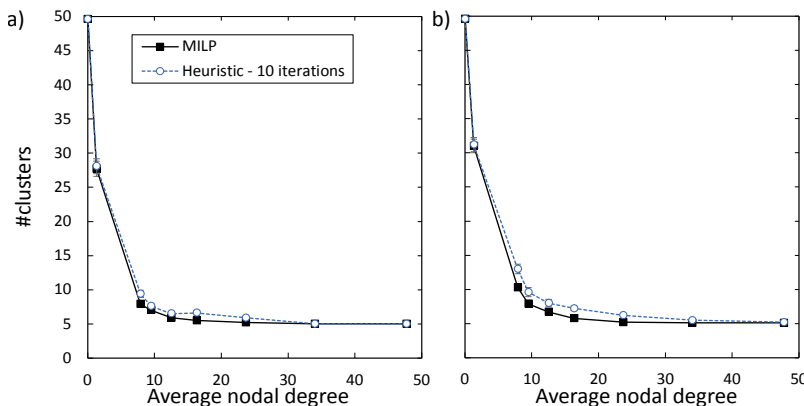 a)
b)
50
45
40
35
30
25
20
15
10
5
0
#clusters
MILP
Heuristic - 10 iterations
0 10 20 30 40 50
0 10 20 30 40 50
Average nodal degree
Average nodal degree